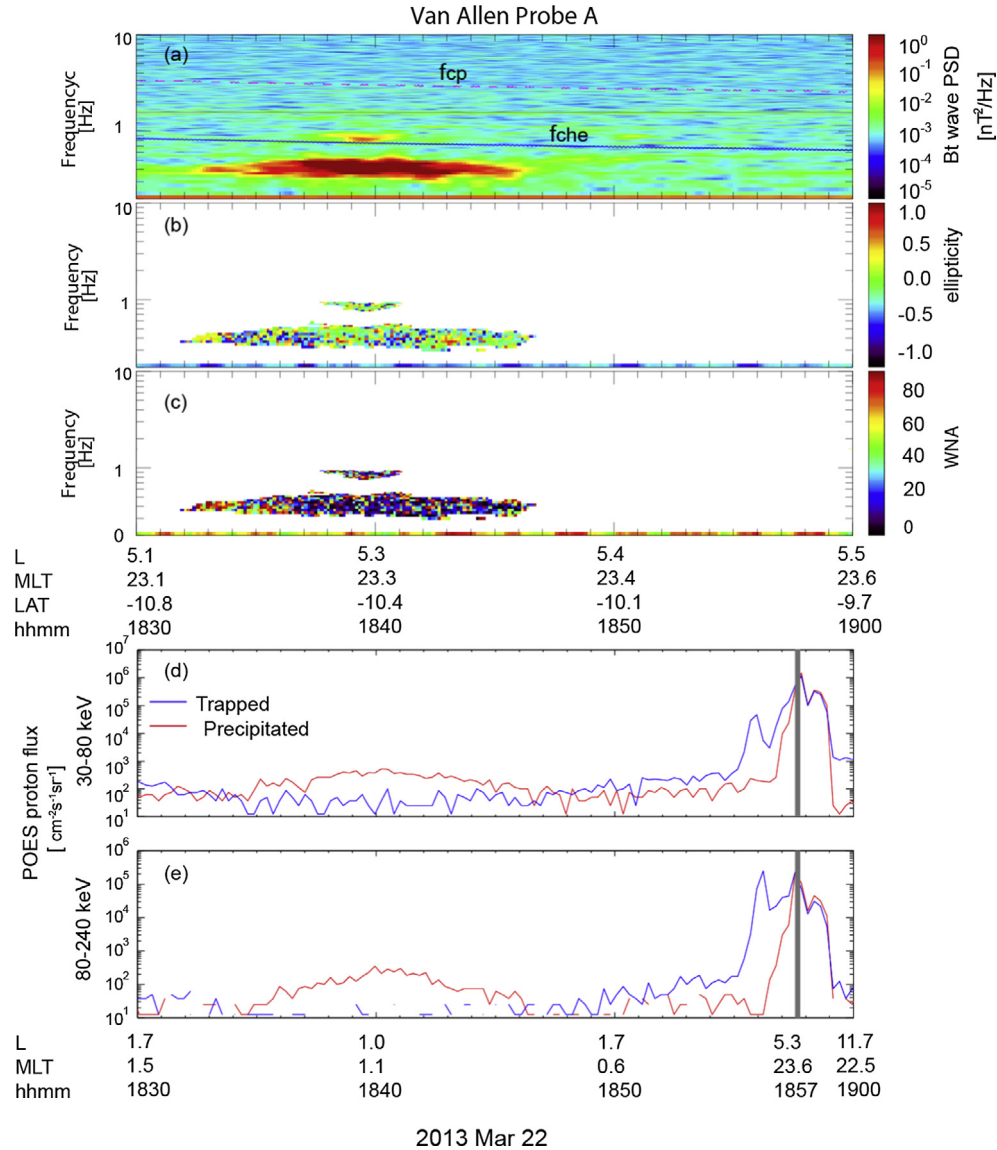 Van Allen Probe A
(a)
10
1
Frequencyc
[Hz]
fcp
fche
10⁰
10⁻¹
10⁻²
10⁻³
10⁻⁴
10⁻⁵
Bt wave PSD
[nT²/Hz]
(b)
10
1
Frequency
[Hz]
1.0
0.5
0.0
-0.5
-1.0
ellipticity
(c)
10
1
0
Frequency
[Hz]
80
60
40
20
0
WNA
L 5.1 5.3 5.4 5.5
MLT 23.1 23.3 23.4 23.6
LAT -10.8 -10.4 -10.1 -9.7
hhmm 1830 1840 1850 1900
(d)
10⁷
10⁶
10⁵
10⁴
10³
10²
10¹
Trapped
Precipitated
30-80 keV
POES proton flux
[ cm⁻²s⁻¹sr⁻¹]
(e)
10⁶
10⁵
10⁴
10³
10²
10¹
80-240 keV
L 1.7 1.0 1.7 5.3 11.7
MLT 1.5 1.1 0.6 23.6 22.5
hhmm 1830 1840 1850 1857 1900
2013 Mar 22